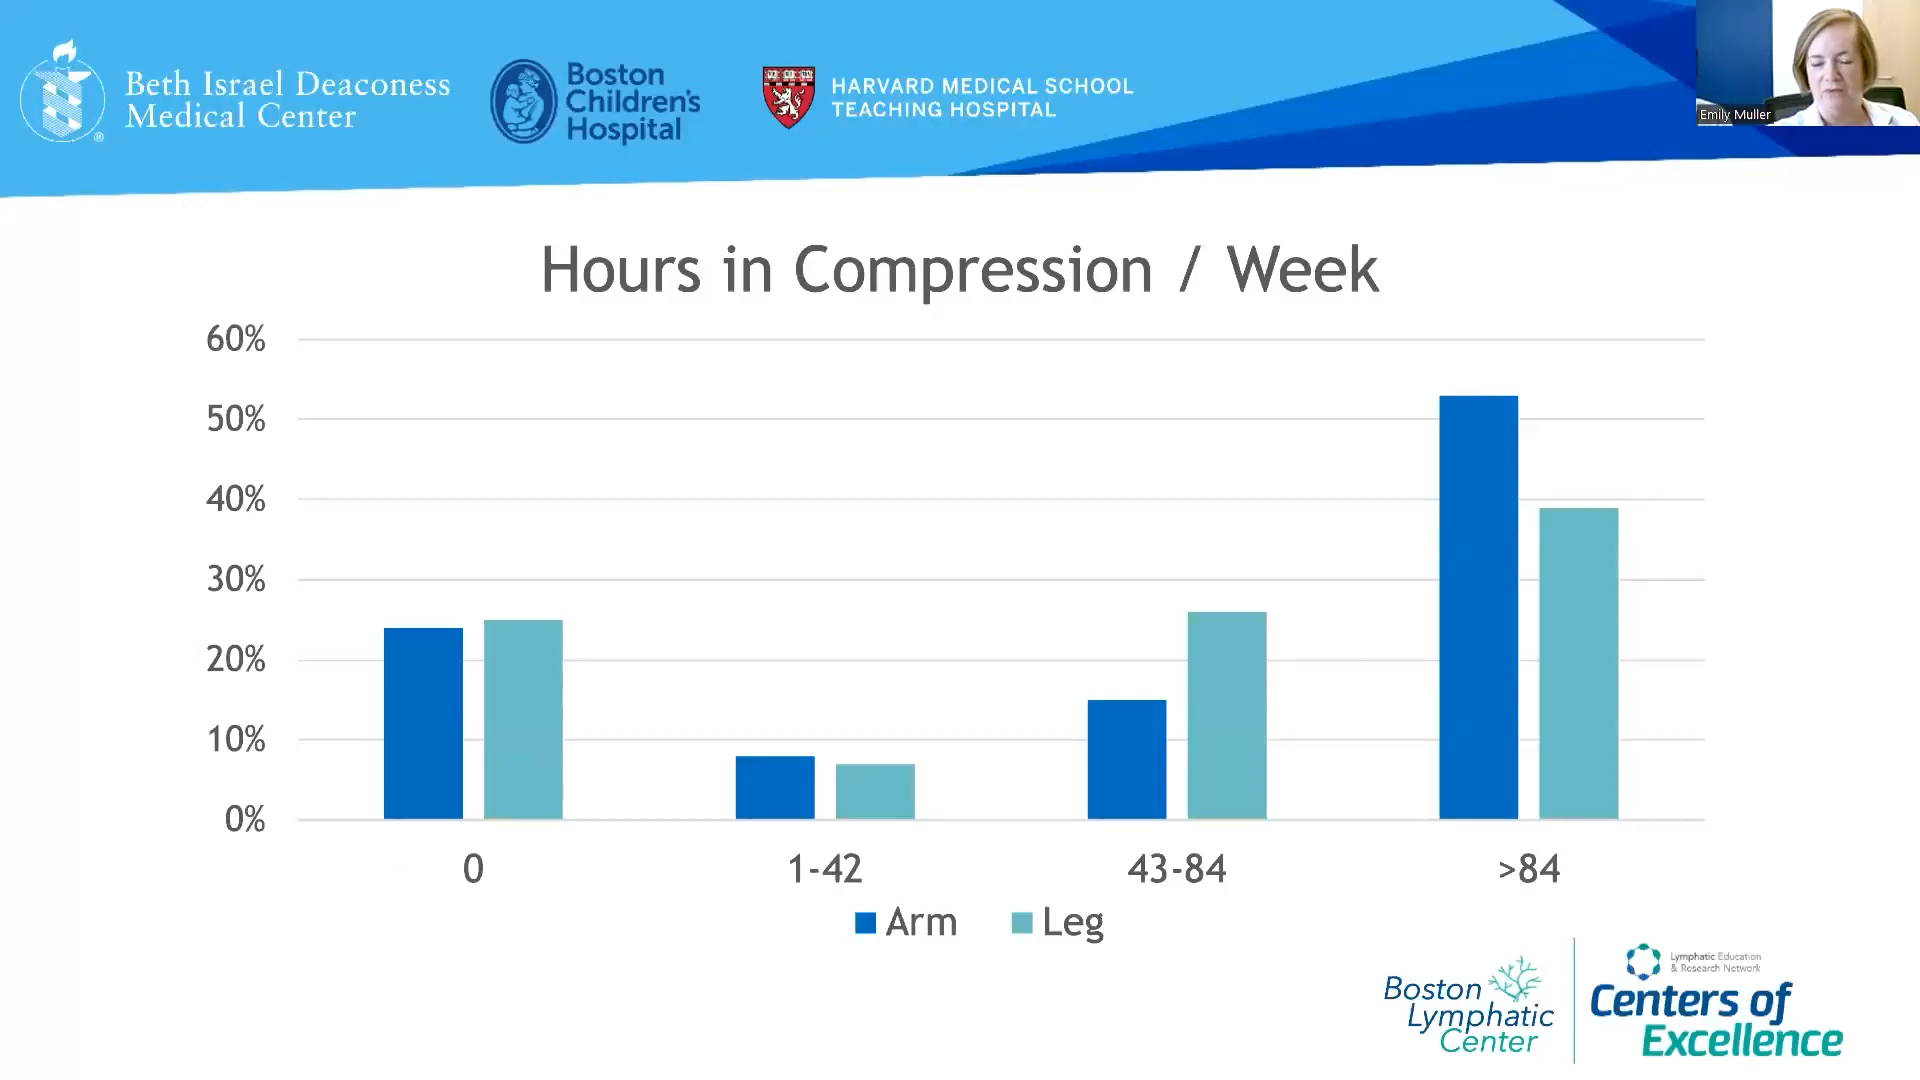 Beth Israel Deaconess
Medical Center
®
Boston
Children's
Hospital
HARVARD MEDICAL SCHOOL
TEACHING HOSPITAL
Emily Muller
Hours in Compression / Week
60%
50%
40%
30%
20%
10%
0%
0 1-42 43-84 >84
Arm Leg
Boston
Lymphatic
Center
Lymphatic Education
& Research Network
Centers of
Excellence